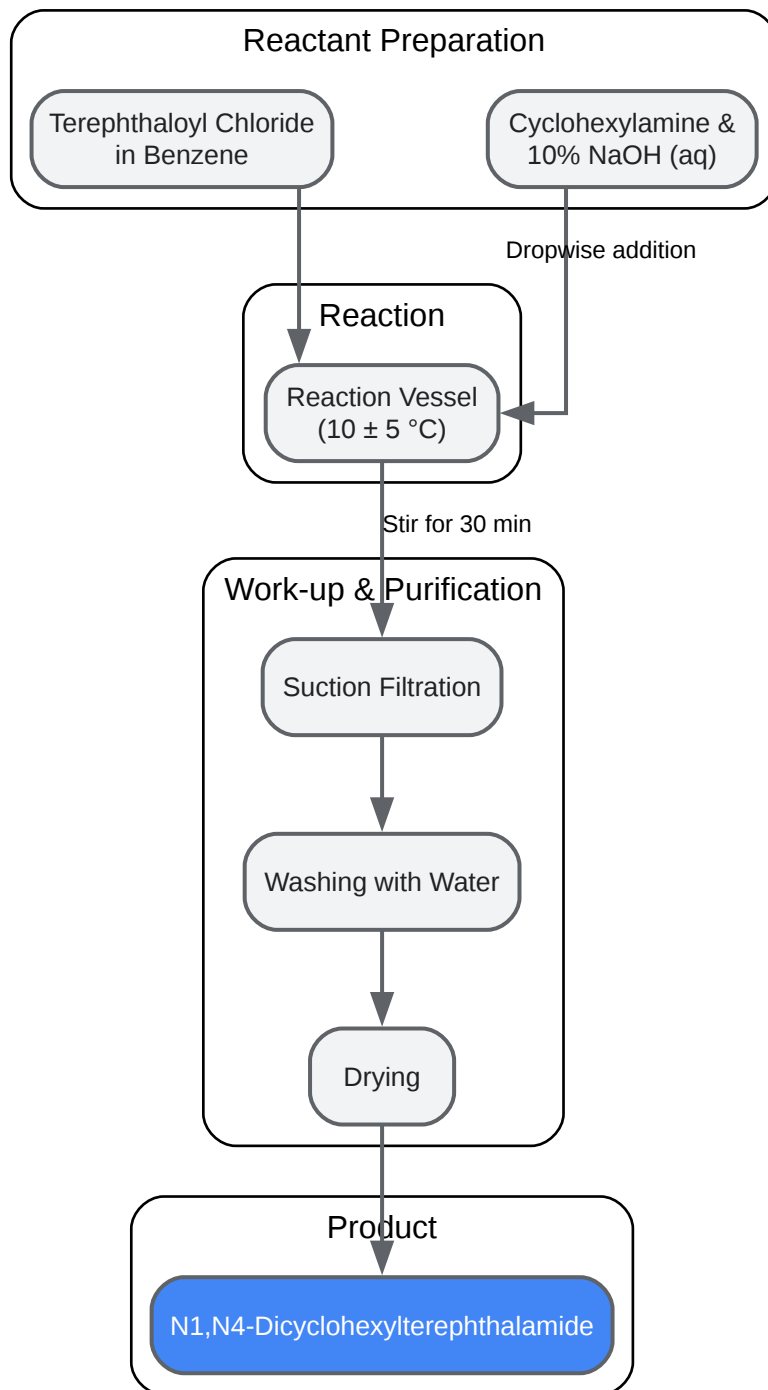 Reactant Preparation
Terephthaloyl Chloride
in Benzene
Cyclohexylamine &
10% NaOH (aq)
Dropwise addition
Reaction
Reaction Vessel
(10 ± 5 °C)
Stir for 30 min
Work-up & Purification
Suction Filtration
Washing with Water
Drying
Product
N1,N4-Dicyclohexylterephthalamide